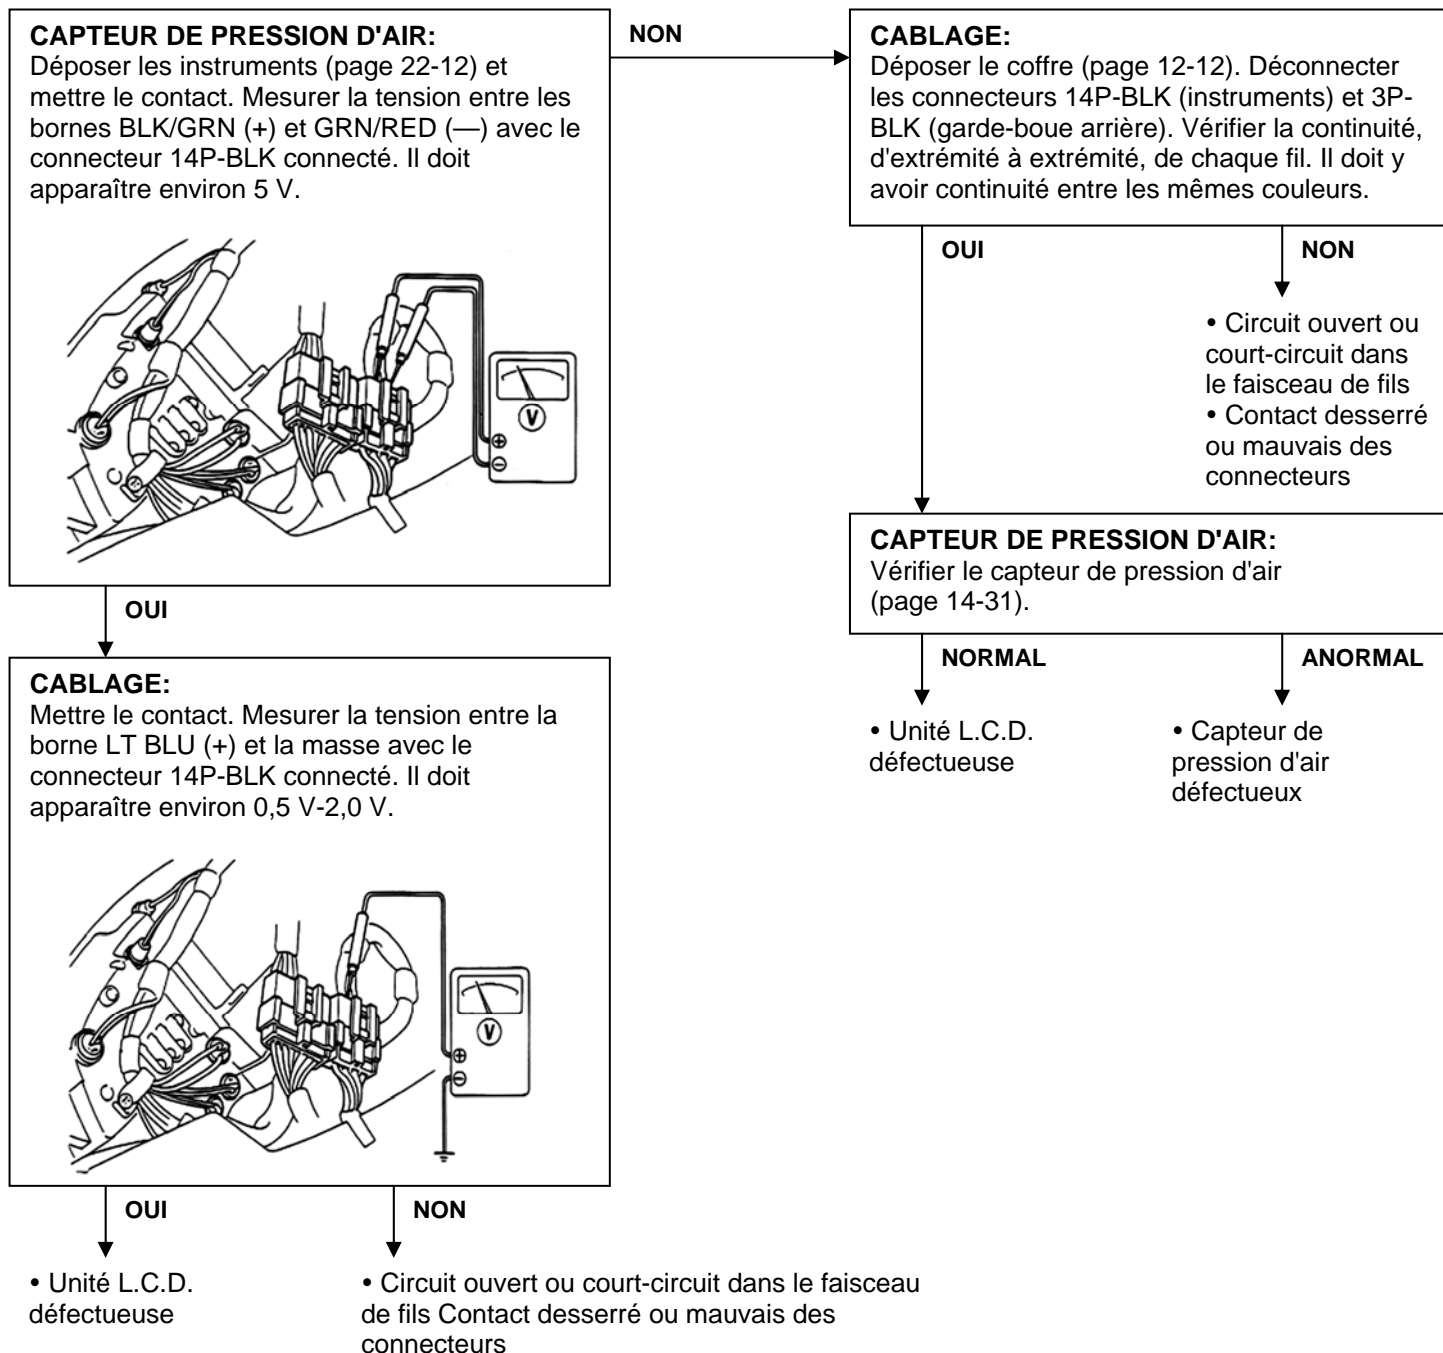 CAPTEUR DE PRESSION D'AIR:
Déposer les instruments (page 22-12) et
mettre le contact. Mesurer la tension entre les
bornes BLK/GRN (+) et GRN/RED (—) avec le
connecteur 14P-BLK connecté. Il doit
apparaître environ 5 V.
V
+
−
NON
CABLAGE:
Déposer le coffre (page 12-12). Déconnecter
les connecteurs 14P-BLK (instruments) et 3P-
BLK (garde-boue arrière). Vérifier la continuité,
d'extrémité à extrémité, de chaque fil. Il doit y
avoir continuité entre les mêmes couleurs.
OUI
NON
• Circuit ouvert ou
court-circuit dans
le faisceau de fils
• Contact desserré
ou mauvais des
connecteurs
CAPTEUR DE PRESSION D'AIR:
Vérifier le capteur de pression d'air
(page 14-31).
NORMAL
ANORMAL
• Unité L.C.D.
défectueuse
• Capteur de
pression d'air
défectueux
OUI
CABLAGE:
Mettre le contact. Mesurer la tension entre la
borne LT BLU (+) et la masse avec le
connecteur 14P-BLK connecté. Il doit
apparaître environ 0,5 V-2,0 V.
V
+
−
OUI
NON
• Unité L.C.D.
défectueuse
• Circuit ouvert ou court-circuit dans le faisceau
de fils Contact desserré ou mauvais des
connecteurs